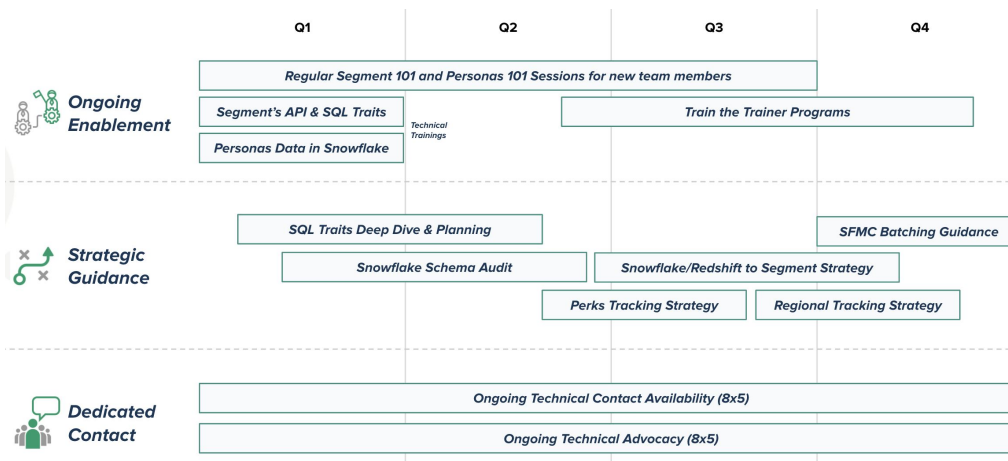 Q1
Q2
Q3
Q4
Ongoing
Enablement
Regular Segment 101 and Personas 101 Sessions for new team members
Segment's API & SQL Traits
Technical
Trainings
Train the Trainer Programs
Personas Data in Snowflake
Strategic
Guidance
SQL Traits Deep Dive & Planning
SFMC Batching Guidance
Snowflake Schema Audit
Snowflake/Redshift to Segment Strategy
Perks Tracking Strategy
Regional Tracking Strategy
Dedicated
Contact
Ongoing Technical Contact Availability (8x5)
Ongoing Technical Advocacy (8x5)